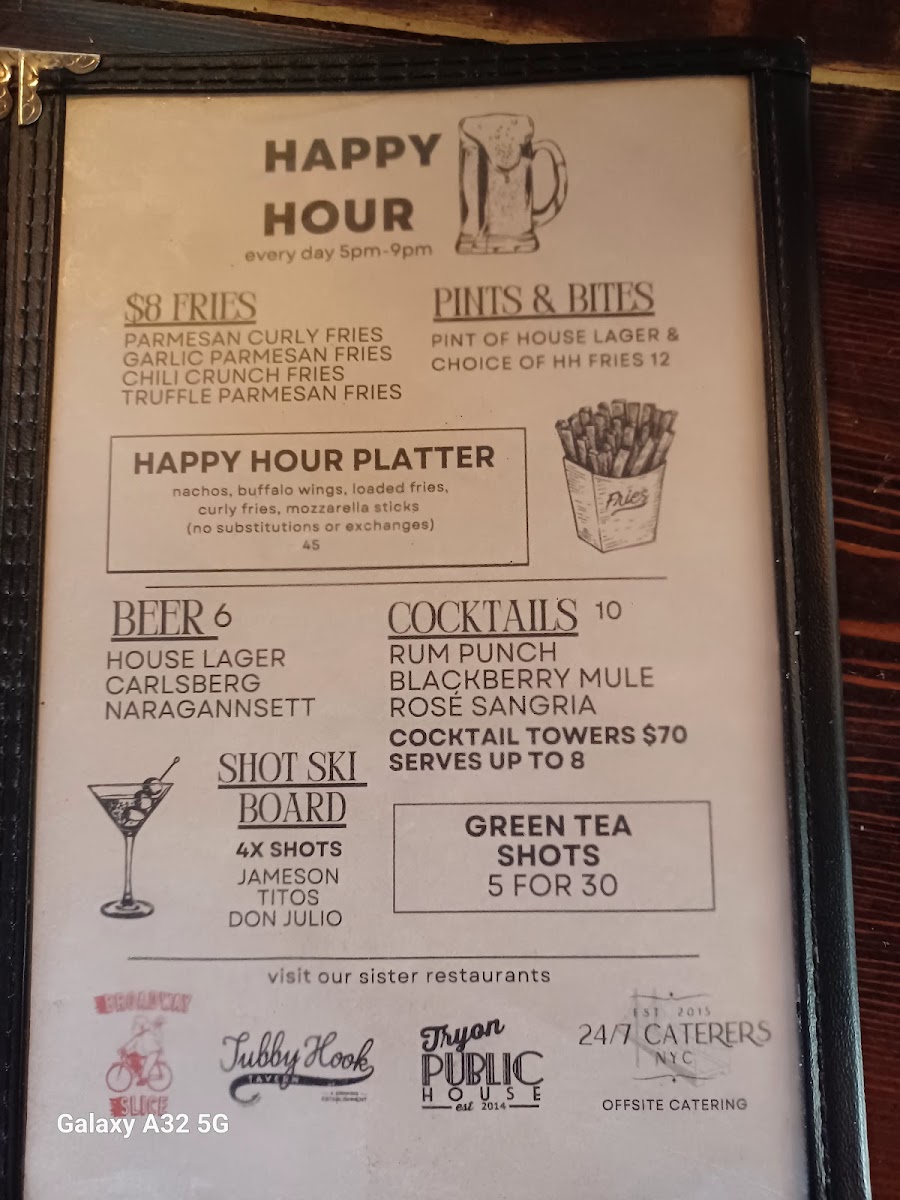 HAPPY
HOUR
every day 5pm-9pm
$8 FRIES
PARMESAN CURLY FRIES
GARLIC PARMESAN FRIES
CHILI CRUNCH FRIES
TRUFFLE PARMESAN FRIES
PINTS & BITES
PINT OF HOUSE LAGER &
CHOICE OF HH FRIES 12
Fries
HAPPY HOUR PLATTER
nachos, buffalo wings, loaded fries,
curly fries, mozzarella sticks
(no substitutions or exchanges)
45
BEER 6
HOUSE LAGER
CARLSBERG
NARAGANNSETT
COCKTAILS 10
RUM PUNCH
BLACKBERRY MULE
ROSÉ SANGRIA
COCKTAIL TOWERS $70
SERVES UP TO 8
SHOT SKI
BOARD
4X SHOTS
JAMESON
TITOS
DON JULIO
GREEN TEA
SHOTS
5 FOR 30
visit our sister restaurants
BROADWAY
SLICE
Tubby Hook
TAVERN
ESTABLISHMENT
Tryon
PUBLIC
HOUSE
est 2014
EST. 2015
24/7 CATERERS
NYC
OFFSITE CATERING
Galaxy A32 5G